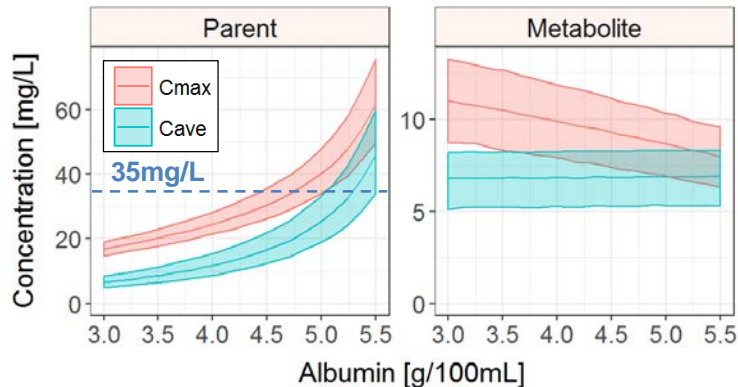 Parent
Metabolite
Concentration [mg/L]
60
40
20
0
Cmax
Cave
35mg/L
10
5
0
3.0 3.5 4.0 4.5 5.0 5.5
3.0 3.5 4.0 4.5 5.0 5.5
Albumin [g/100mL]